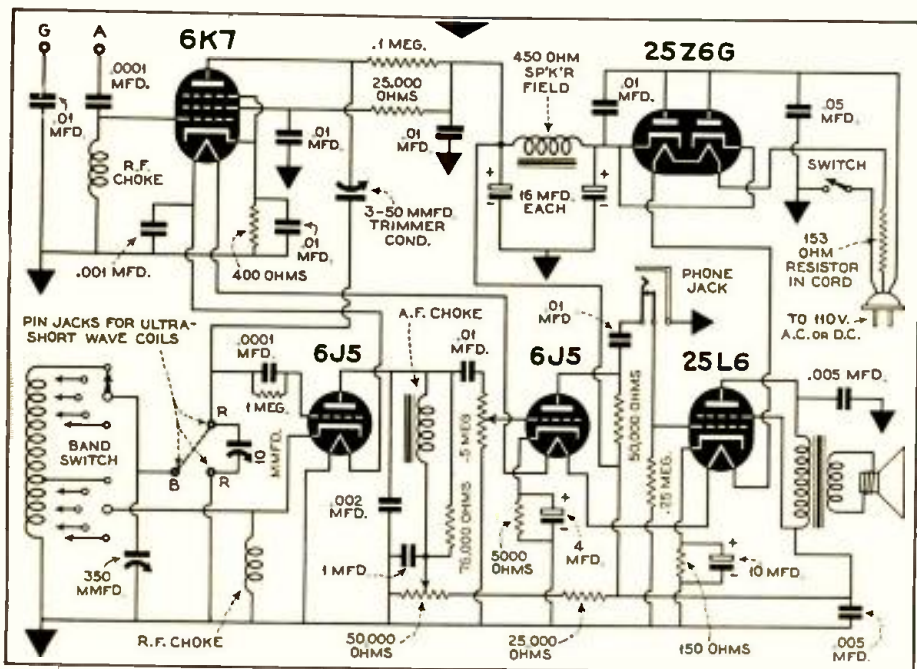 G
A
6K7
.0001
MFD.
.01
MFD.
R.F.
CHOKE
.001 MFD.
400 OHMS
.01
MFD.
.01
MFD.
.1 MEG.
25,000
OHMS
.01
MFD.
3-50 MMFD.
TRIMMER
COND.
450 OHM
SP'K'R
FIELD
+
-
16 MFD.
EACH
+
-
.01
MFD.
25Z6G
.05
MFD.
SWITCH
153
OHM
RESISTOR
IN CORD
TO 110V.
A.C. OR D.C.
PIN JACKS FOR ULTRA-
SHORT WAVE COILS
BAND
SWITCH
350
MMFD.
B
R
R
10
MMFD.
.0001
MFD.
1 MEG.
R.F. CHOKE
6J5
.002
MFD.
A.F. CHOKE
.1 MFD.
.01
MFD.
75,000 OHMS
.5 MEG.
50,000
OHMS
6J5
5000
OHMS
+
-
4
MFD.
25,000
OHMS
.01
MFD
50,000 OHMS
PHONE
JACK
.25 MEG.
25L6
+
-
10 MFD.
150 OHMS
.005 MFD.
.005
MFD.